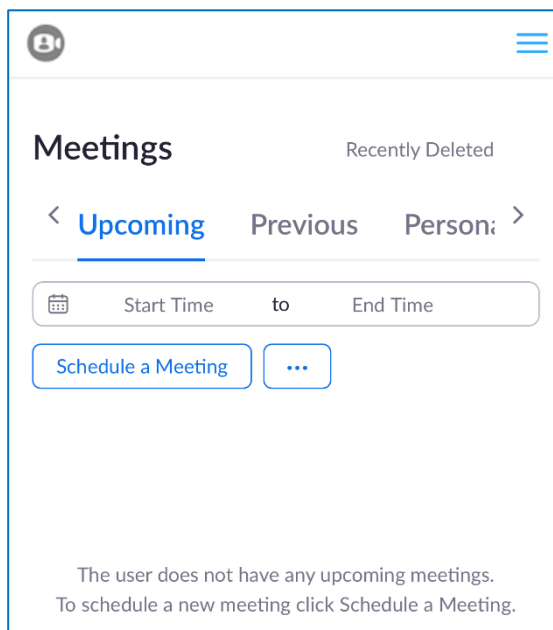 Meetings
Recently Deleted
Upcoming Previous Persona
Start Time to End Time
Schedule a Meeting ...
The user does not have any upcoming meetings.
To schedule a new meeting click Schedule a Meeting.